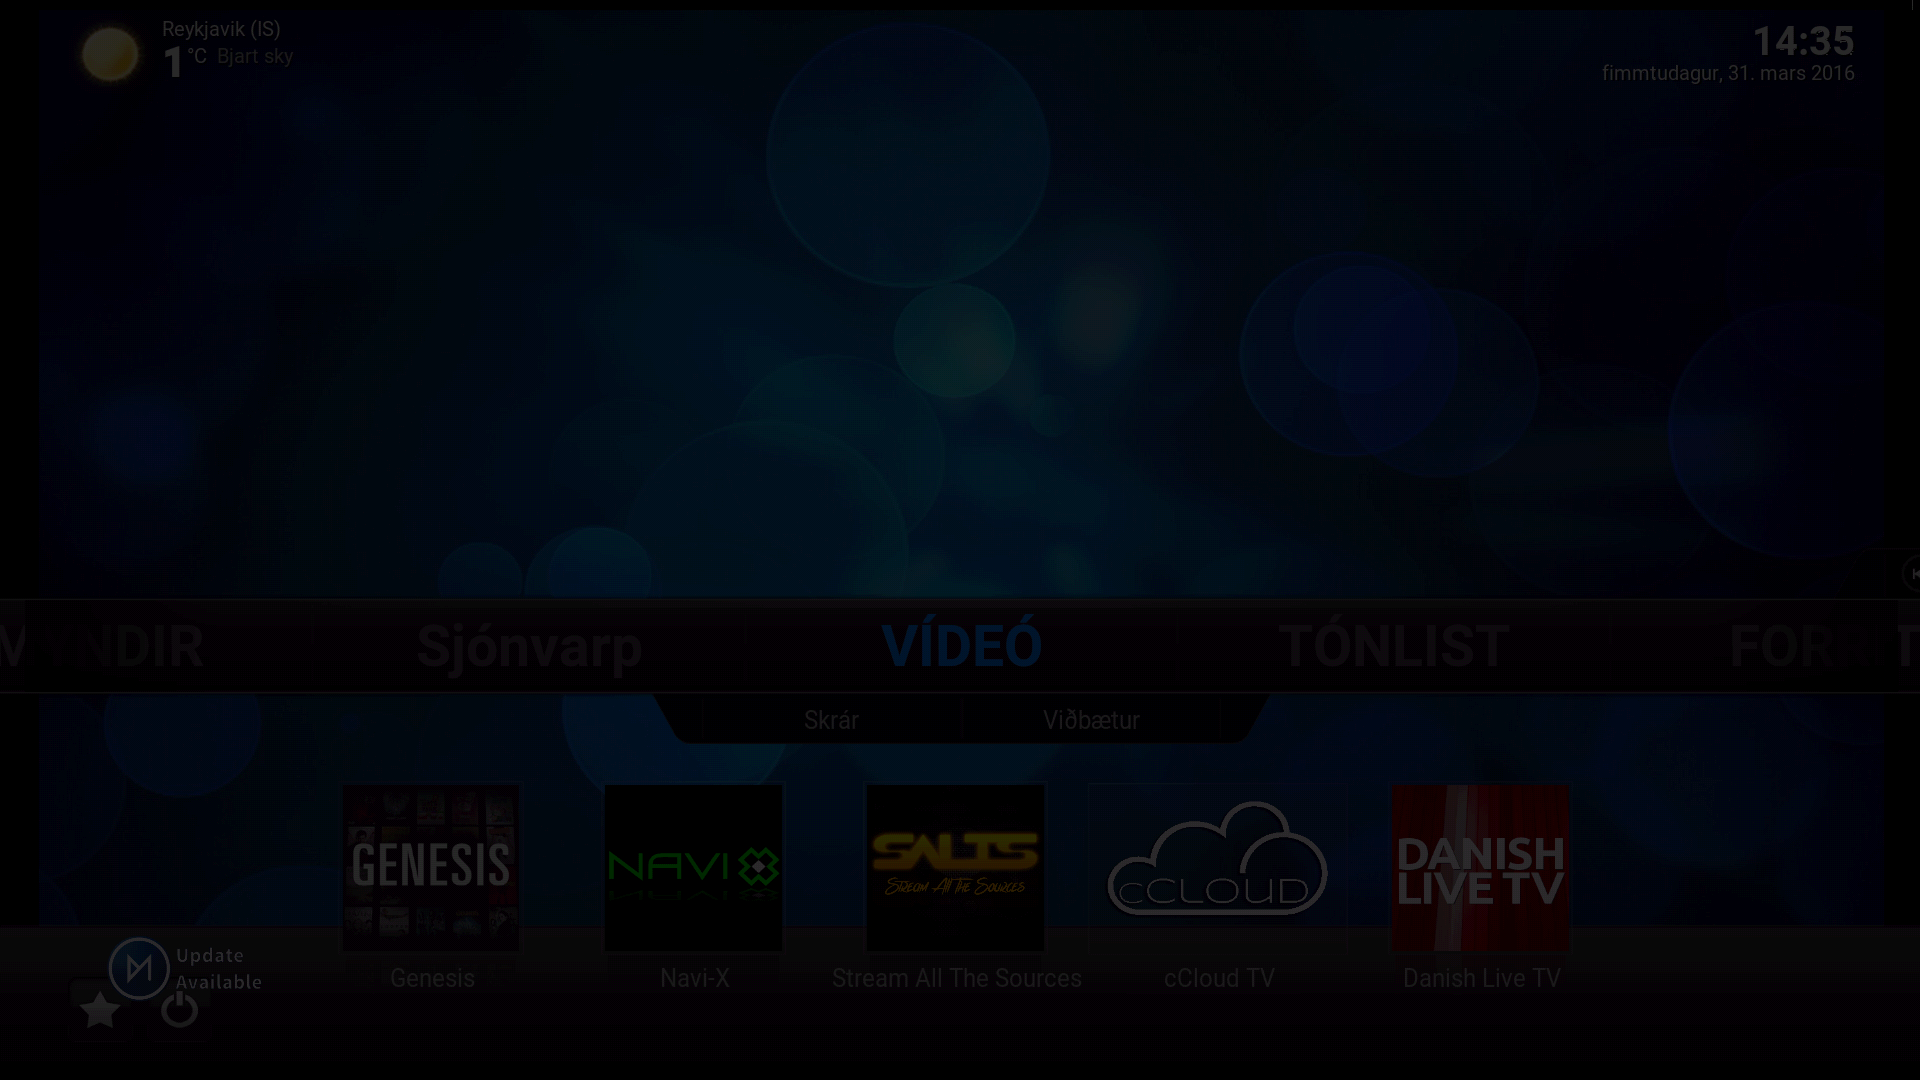 Reykjavik (IS)
1 °C Bjart sky
14:35
fimmtudagur, 31. mars 2016
DIR
Sjónvarp
VÍDEÓ
TÓNLIST
FOR
Skrár
Viðbætur
GENESIS
NAVI X
SALTS
Stream All The Sources
cCLOUD
DANISH
LIVE TV
Genesis
Navi-X
Stream All The Sources
cCloud TV
Danish Live TV
Update
Available